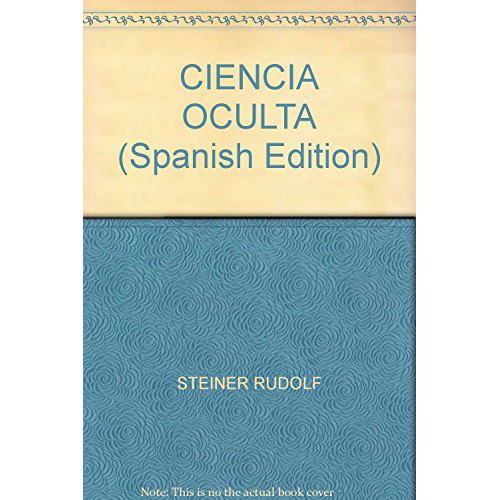 CIENCIA
OCULTA
(Spanish Edition)
STEINER RUDOLF
Note: This is no the actual book cover